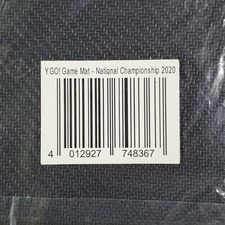 YGO! Game Mat - National Championship 2020
4 012927 748367